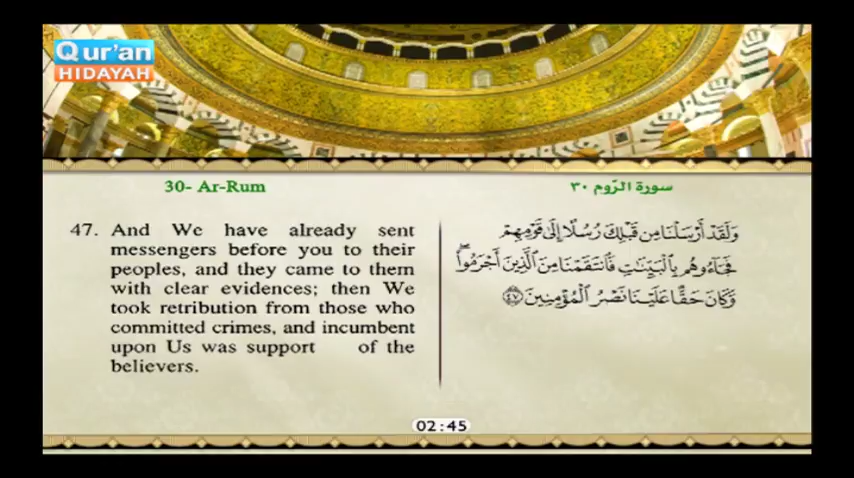 Qur'an
HIDAYAH
30- Ar-Rum
سورة الرّوم ٣٠
47. And We have already sent
messengers before you to their
peoples, and they came to them
with clear evidences; then We
took retribution from those who
committed crimes, and incumbent
upon Us was support of the
believers.
وَلَقَدْ أَرْسَلْنَا مِن قَبْلِكَ رُسُلًا إِلَىٰ قَوْمِهِمْ
فَجَاءُوهُم بِالْبَيِّنَٰتِ فَانتَقَمْنَا مِنَ الَّذِينَ أَجْرَمُوا ۖ
وَكَانَ حَقًّا عَلَيْنَا نَصْرُ الْمُؤْمِنِينَ ﴿٤٧﴾
02:45